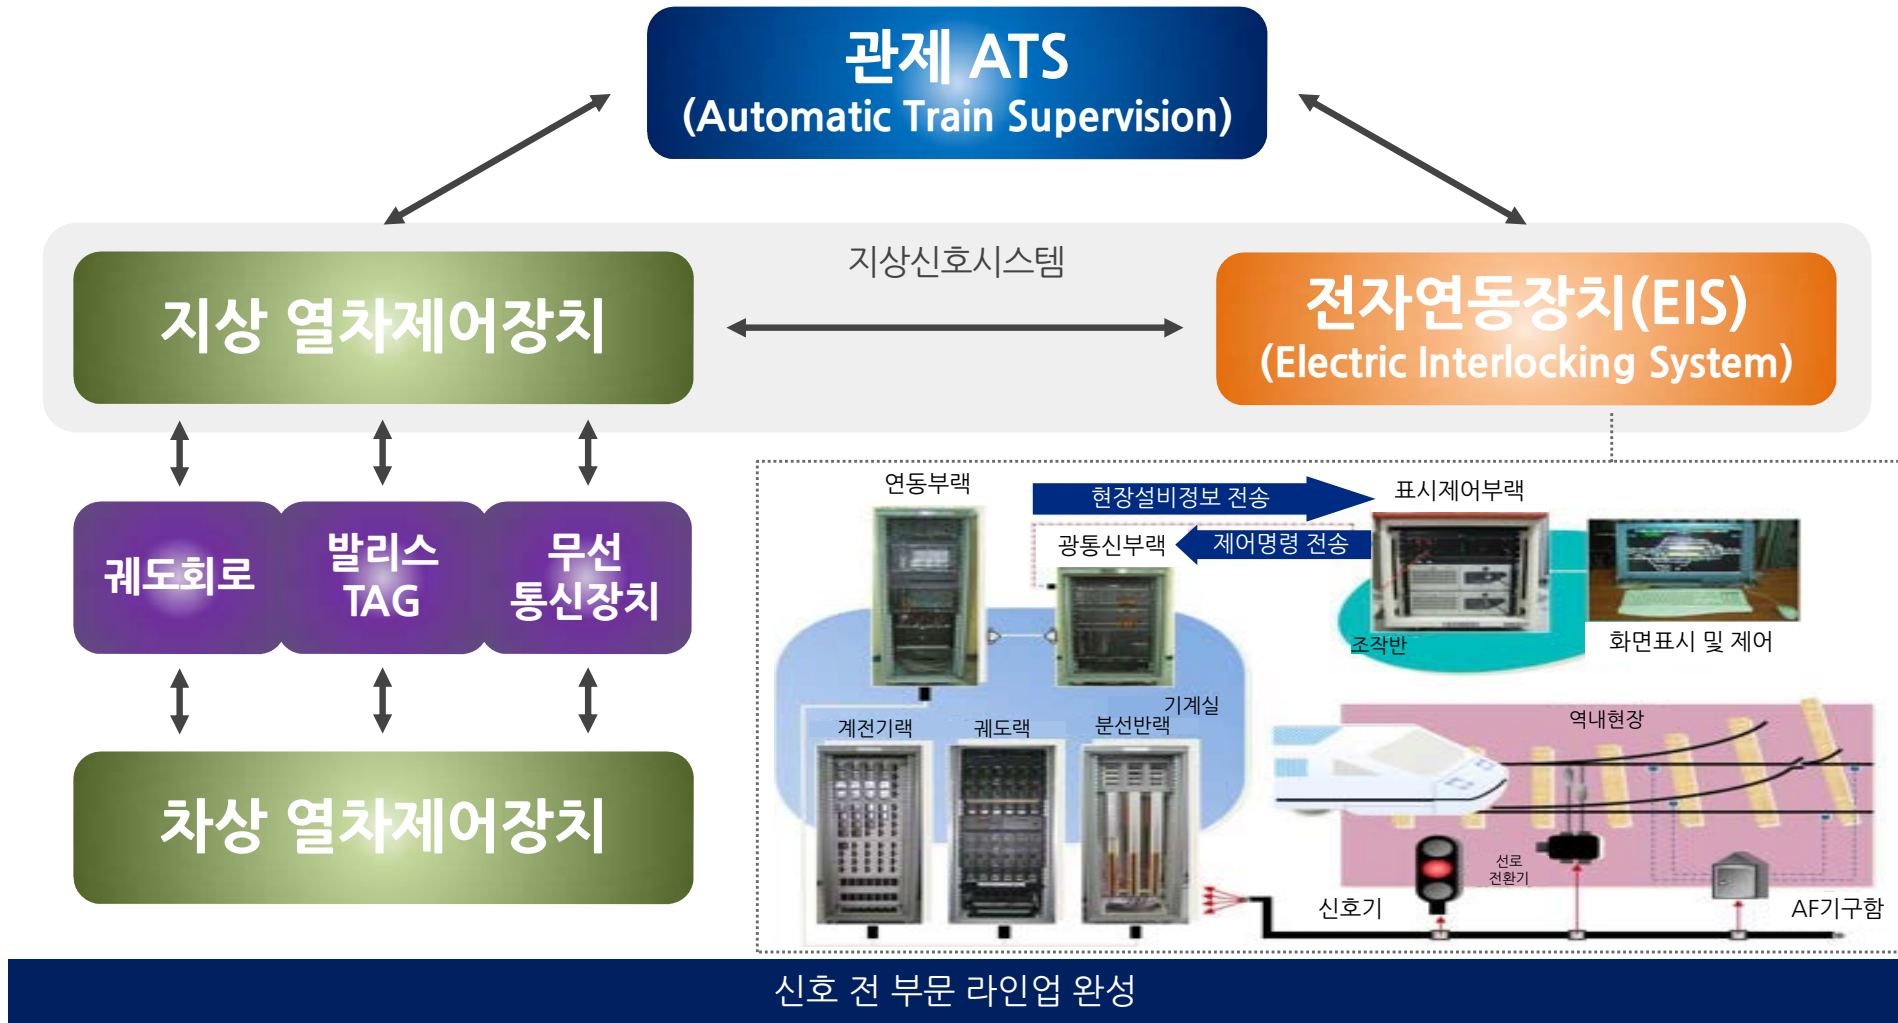 관제 ATS
(Automatic Train Supervision)
지상신호시스템
지상 열차제어장치
전자연동장치(EIS)
(Electric Interlocking System)
궤도회로
발리스
TAG
무선
통신장치
차상 열차제어장치
연동부랙
현장설비정보 전송
표시제어부랙
광통신부랙
제어명령 전송
조작반
화면표시 및 제어
기계실
계전기랙
궤도랙
분선반랙
역내현장
선로
전환기
신호기
AF기구함
신호 전 부문 라인업 완성